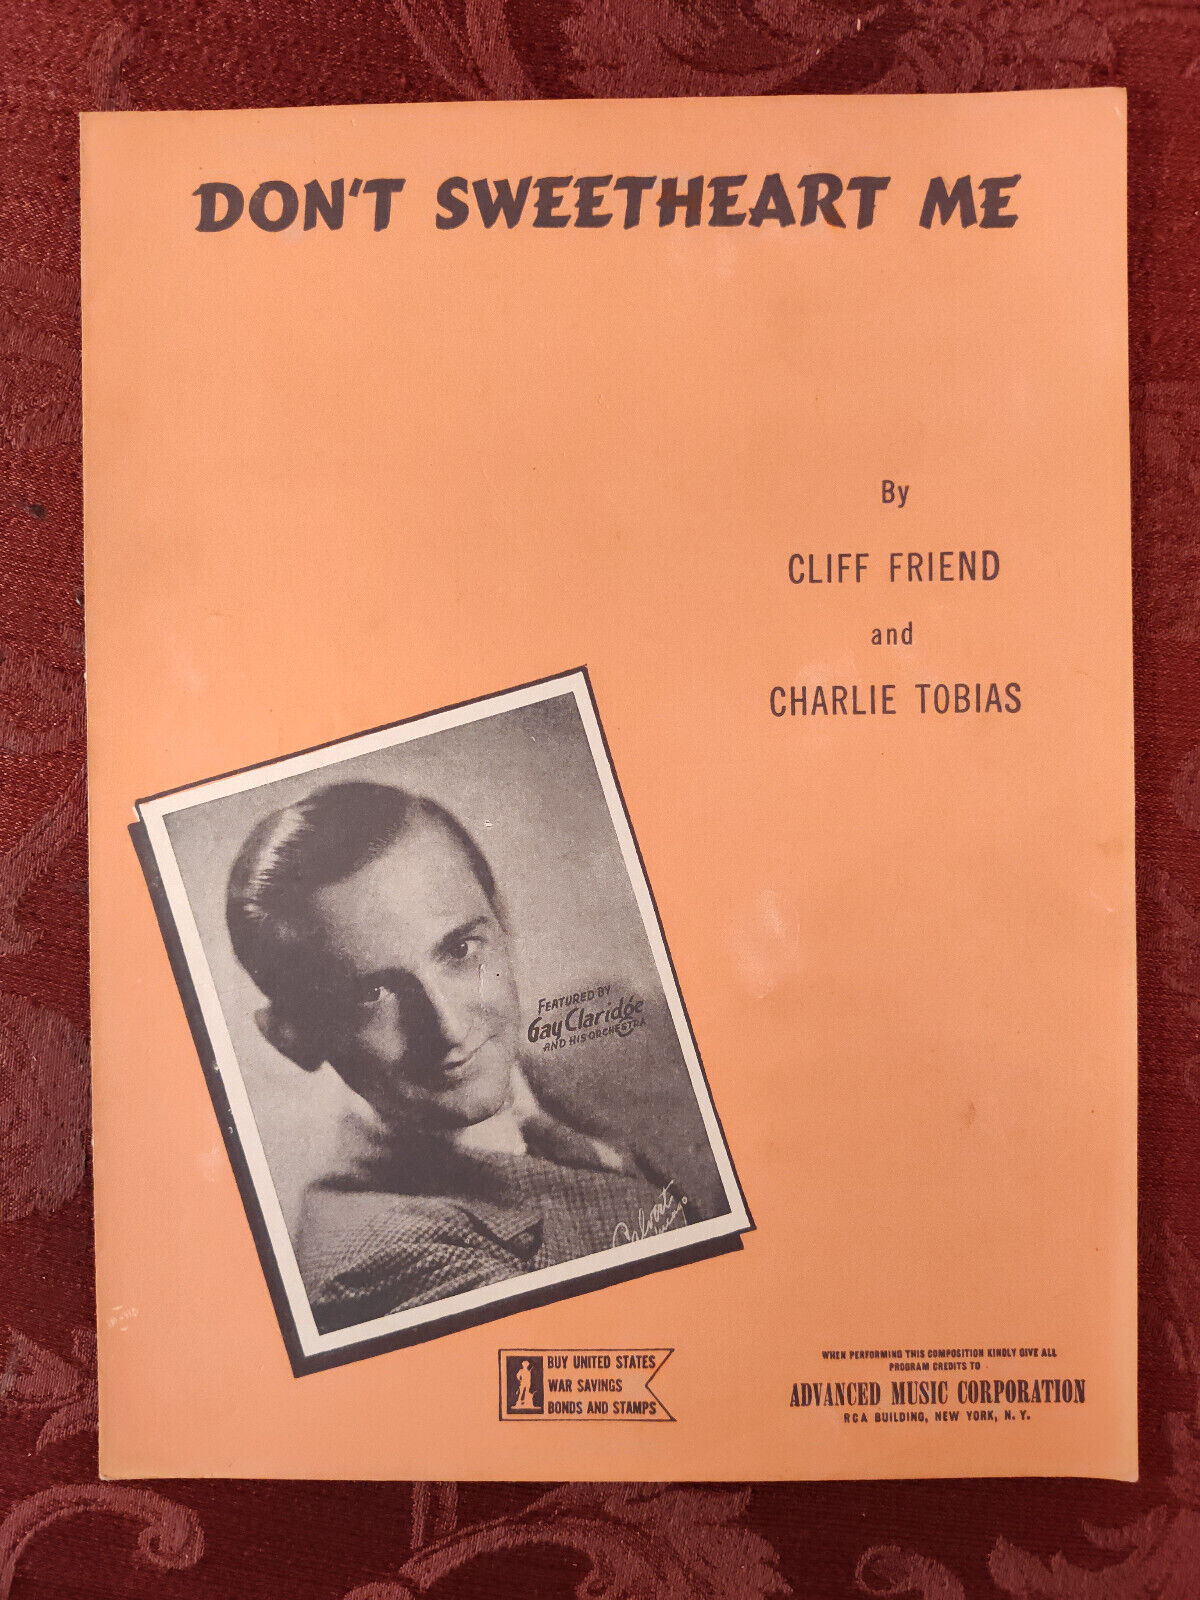 DON'T SWEETHEART ME
By
CLIFF FRIEND
and
CHARLIE TOBIAS
FEATURED BY
Gay Claridge
AND HIS ORCHESTRA
Calvert
Chicago
BUY UNITED STATES
WAR SAVINGS
BONDS AND STAMPS
WHEN PERFORMING THIS COMPOSITION KINDLY GIVE ALL
PROGRAM CREDITS TO
ADVANCED MUSIC CORPORATION
RCA BUILDING, NEW YORK, N. Y.